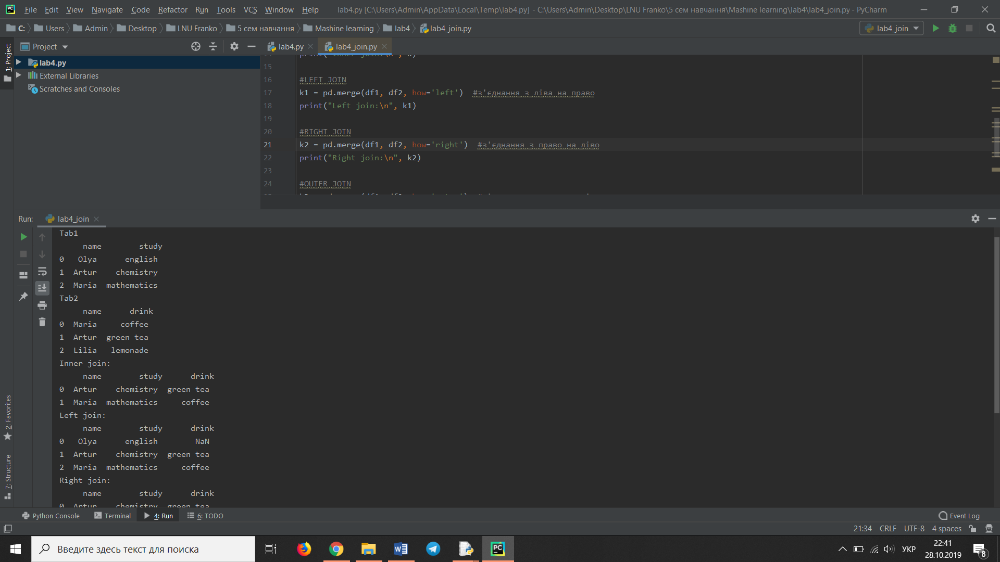 File Edit View Navigate Code Refactor Run Tools VCS Window Help lab4.py [C:\Users\Admin\AppData\Local\Temp\lab4.py] - C:\Users\Admin\Desktop\LNU Franko\5 сем навчання\Mashine learning\lab4\lab4_join.py - PyCharm
C: Users Admin Desktop LNU Franko 5 сем навчання Mashine learning lab4 lab4_join.py lab4_join
1: Project
Project lab4.py lab4_join.py
lab4.py
External Libraries
Scratches and Consoles
14 print("Inner join:\n", k)
15
16 #LEFT JOIN
17 k1 = pd.merge(df1, df2, how='left') #з'єднання з ліва на право
18 print("Left join:\n", k1)
19
20 #RIGHT JOIN
21 k2 = pd.merge(df1, df2, how='right') #з'єднання з право на ліво
22 print("Right join:\n", k2)
23
24 #OUTER JOIN
Run: lab4_join
Tab1
name study
0 Olya english
1 Artur chemistry
2 Maria mathematics
Tab2
name drink
0 Maria coffee
1 Artur green tea
2 Lilia lemonade
Inner join:
name study drink
0 Artur chemistry green tea
1 Maria mathematics coffee
Left join:
name study drink
0 Olya english NaN
1 Artur chemistry green tea
2 Maria mathematics coffee
Right join:
name study drink
0 Artur chemistry green tea
2: Favorites
7: Structure
Python Console Terminal 4: Run 6: TODO Event Log
21:34 CRLF UTF-8 4 spaces
Введите здесь текст для поиска
PC
УКР
22:41
28.10.2019
8